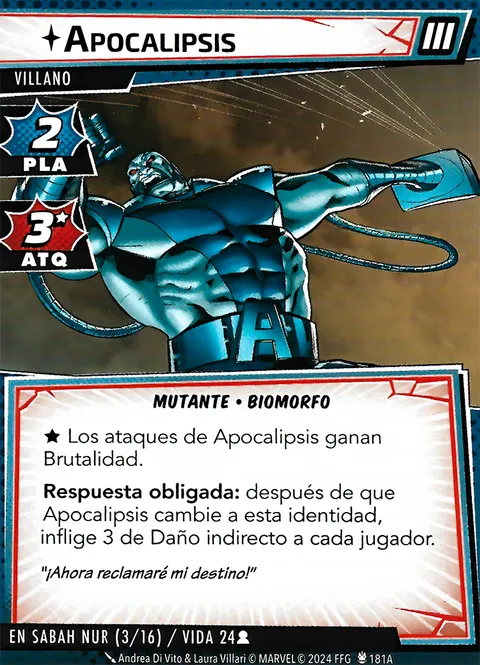 APOCALIPSIS
III
VILLANO
2
PLA
3
ATQ
A
MUTANTE • BIOMORFO
★ Los ataques de Apocalipsis ganan
Brutalidad.
Respuesta obligada: después de que
Apocalipsis cambie a esta identidad,
inflige 3 de Daño indirecto a cada jugador.
"¡Ahora reclamaré mi destino!"
EN SABAH NUR (3/16) / VIDA 24
Andrea Di Vito & Laura Villari © MARVEL © 2024 FFG 181A